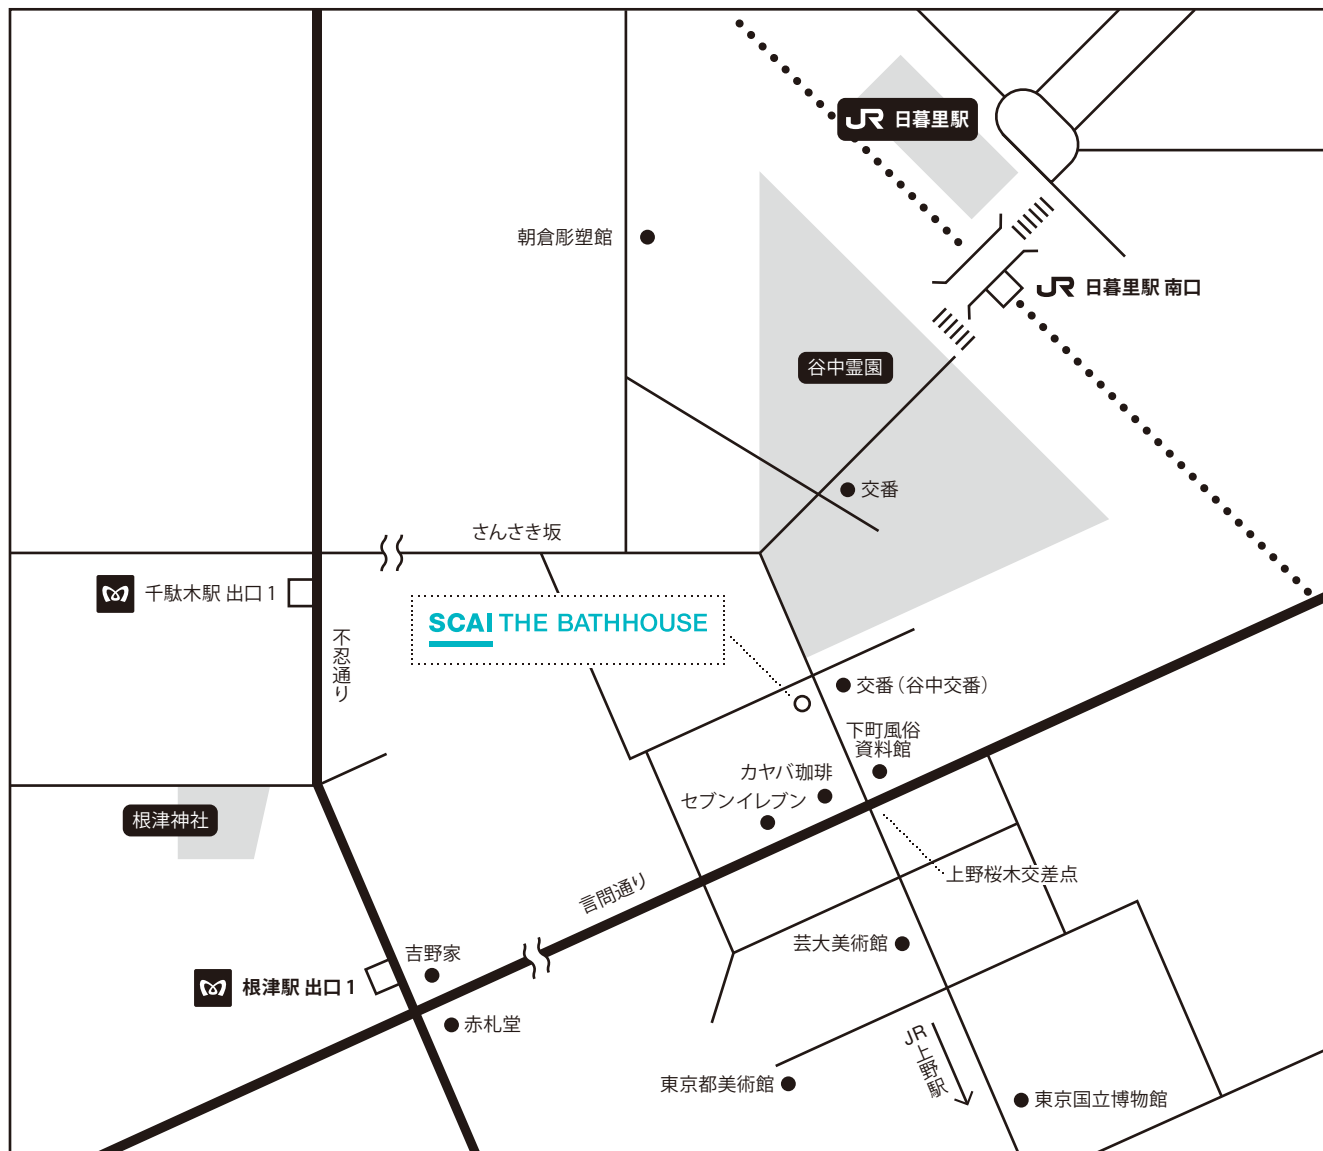 JR 日暮里駅
朝倉彫塑館
JR 日暮里駅 南口
谷中霊園
交番
さんさき坂
千駄木駅 出口1
SCAI THE BATHHOUSE
不忍通り
交番（谷中交番）
下町風俗
資料館
カヤバ珈琲
セブンイレブン
根津神社
上野桜木交差点
言問通り
芸大美術館
吉野家
根津駅 出口1
赤札堂
JR上野駅
東京都美術館
東京国立博物館